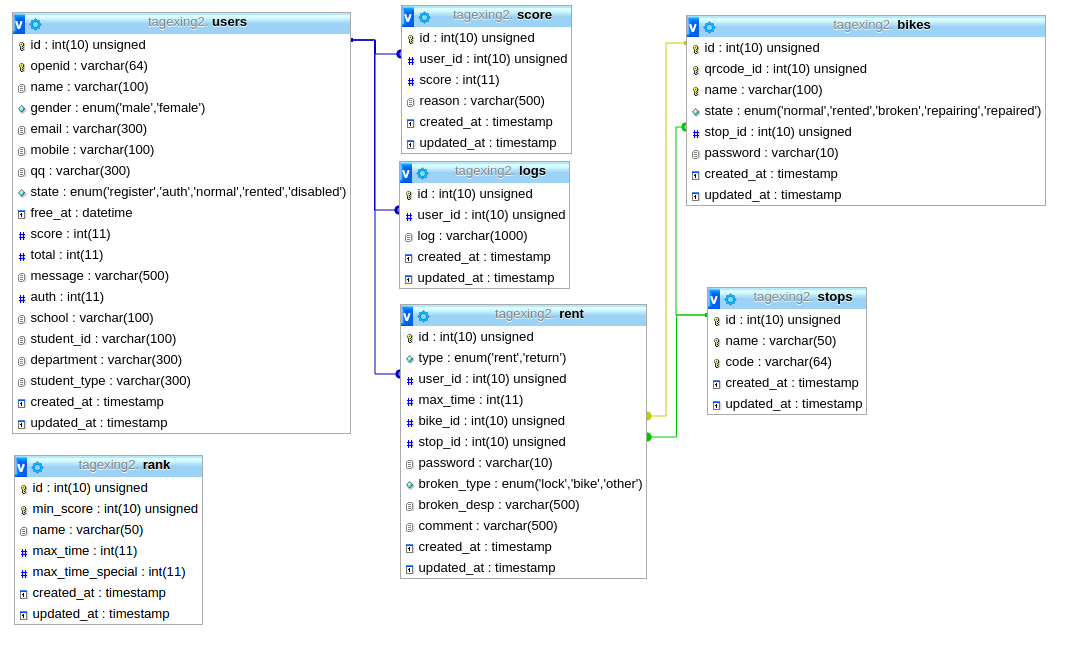 tagexing2. users
id : int(10) unsigned
openid : varchar(64)
name : varchar(100)
gender : enum('male','female')
email : varchar(300)
mobile : varchar(100)
qq : varchar(300)
state : enum('register','auth','normal','rented','disabled')
free_at : datetime
score : int(11)
total : int(11)
message : varchar(500)
auth : int(11)
school : varchar(100)
student_id : varchar(100)
department : varchar(300)
student_type : varchar(300)
created_at : timestamp
updated_at : timestamp
tagexing2. rank
id : int(10) unsigned
min_score : int(10) unsigned
name : varchar(50)
max_time : int(11)
max_time_special : int(11)
created_at : timestamp
updated_at : timestamp
tagexing2. score
id : int(10) unsigned
user_id : int(10) unsigned
score : int(11)
reason : varchar(500)
created_at : timestamp
updated_at : timestamp
tagexing2. logs
id : int(10) unsigned
user_id : int(10) unsigned
log : varchar(1000)
created_at : timestamp
updated_at : timestamp
tagexing2. rent
id : int(10) unsigned
type : enum('rent','return')
user_id : int(10) unsigned
max_time : int(11)
bike_id : int(10) unsigned
stop_id : int(10) unsigned
password : varchar(10)
broken_type : enum('lock','bike','other')
broken_desp : varchar(500)
comment : varchar(500)
created_at : timestamp
updated_at : timestamp
tagexing2. bikes
id : int(10) unsigned
qrcode_id : int(10) unsigned
name : varchar(100)
state : enum('normal','rented','broken','repairing','repaired')
stop_id : int(10) unsigned
password : varchar(10)
created_at : timestamp
updated_at : timestamp
tagexing2. stops
id : int(10) unsigned
name : varchar(50)
code : varchar(64)
created_at : timestamp
updated_at : timestamp